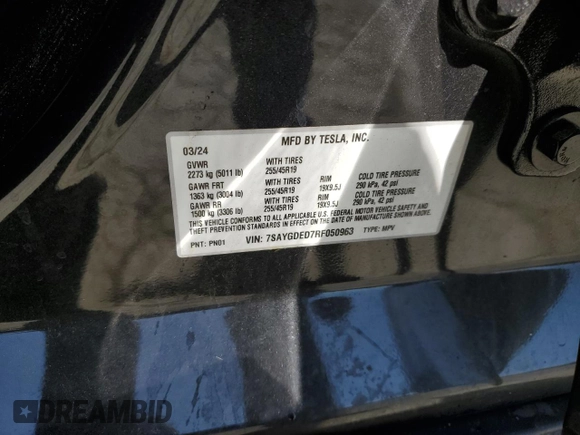 MFD BY TESLA, INC.
03/24
GVWR WITH TIRES
2273 kg (5011 lb) 255/45R19
GAWR FRT WITH TIRES RIM COLD TIRE PRESSURE
1363 kg (3004 lb) 255/45R19 19X9.5J 290 kPa, 42 psi
GAWR RR WITH TIRES RIM COLD TIRE PRESSURE
1500 kg (3306 lb) 255/45R19 19X9.5J 290 kPa, 42 psi
THIS VEHICLE CONFORMS TO ALL APPLICABLE FEDERAL MOTOR VEHICLE SAFETY AND
THEFT PREVENTION STANDARDS IN EFFECT ON THE DATE OF MANUFACTURE SHOWN ABOVE.
PNT: PN01 VIN: 7SAYGDED7RF050963 TYPE: MPV
DREAMBID